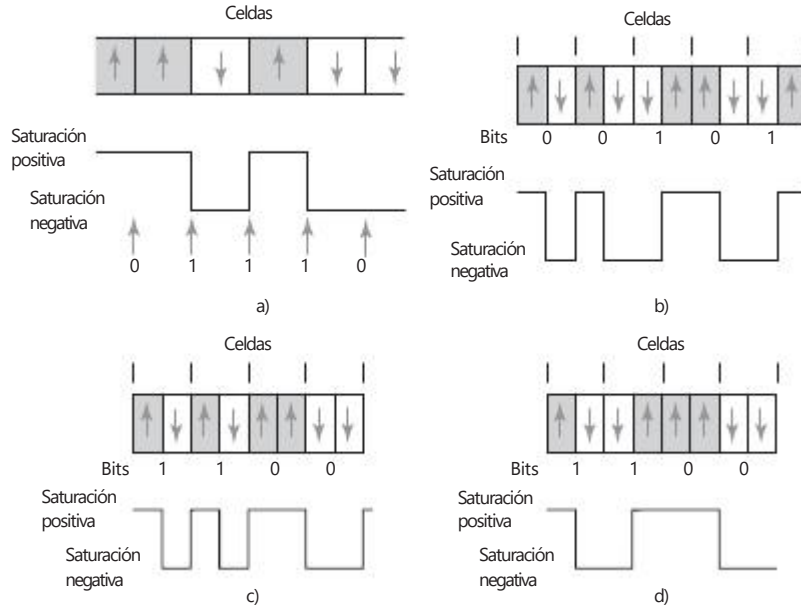 Celdas
Saturación
positiva
Saturación
negativa
0 1 1 1 0
a)
Celdas
Bits 0 0 1 0 1
Saturación
positiva
Saturación
negativa
b)
Celdas
Bits 1 1 0 0
Saturación
positiva
Saturación
negativa
c)
Celdas
Bits 1 1 0 0
Saturación
positiva
Saturación
negativa
d)